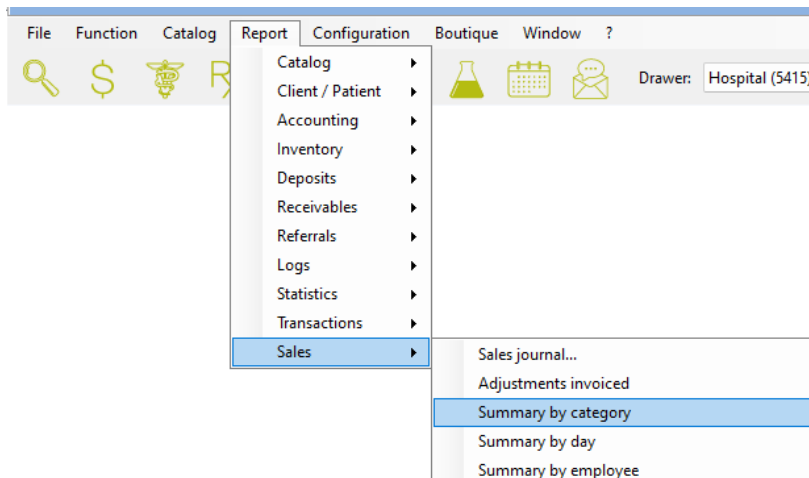 File Function Catalog Report Configuration Boutique Window ?
Drawer: Hospital (5415)
Catalog
Client / Patient
Accounting
Inventory
Deposits
Receivables
Referrals
Logs
Statistics
Transactions
Sales
Sales journal...
Adjustments invoiced
Summary by category
Summary by day
Summary by employee